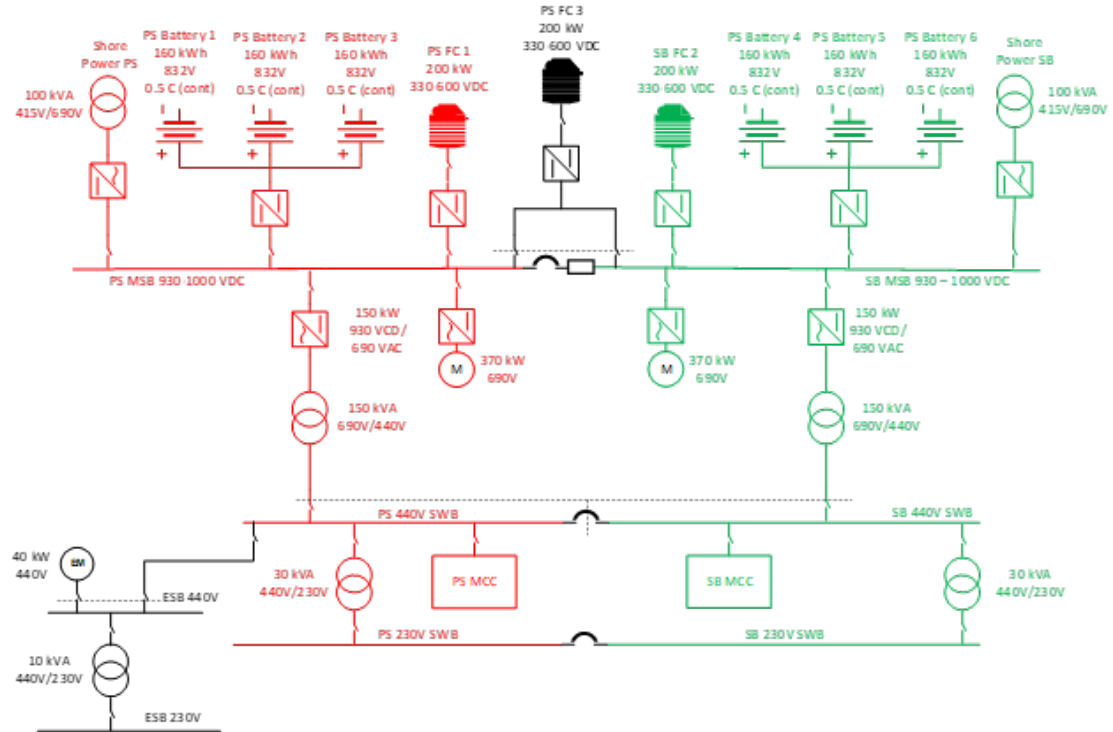 PS FC 3
200 kW
330-600 VDC
Shore
Power PS
100 kVA
415V/690V
PS Battery 1
160 kWh
832V
0.5 C (cont)
PS Battery 2
160 kWh
832V
0.5 C (cont)
PS Battery 3
160 kWh
832V
0.5 C (cont)
PS FC 1
200 kW
330-600 VDC
SB FC 2
200 kW
330-600 VDC
PS Battery 4
160 kWh
832V
0.5 C (cont)
PS Battery 5
160 kWh
832V
0.5 C (cont)
PS Battery 6
160 kWh
832V
0.5 C (cont)
Shore
Power SB
100 kVA
415V/690V
PS MSB 930-1000 VDC
SB MSB 930 – 1000 VDC
150 kW
930 VCD/
690 VAC
370 kW
690V
M
M
370 kW
690V
150 kW
930 VCD/
690 VAC
150 kVA
690V/440V
150 kVA
690V/440V
PS 440V SWB
SB 440V SWB
40 kW
440V
EM
ESB 440V
30 kVA
440V/230V
PS MCC
SB MCC
30 kVA
440V/230V
PS 230V SWB
SB 230V SWB
10 kVA
440V/230V
ESB 230V